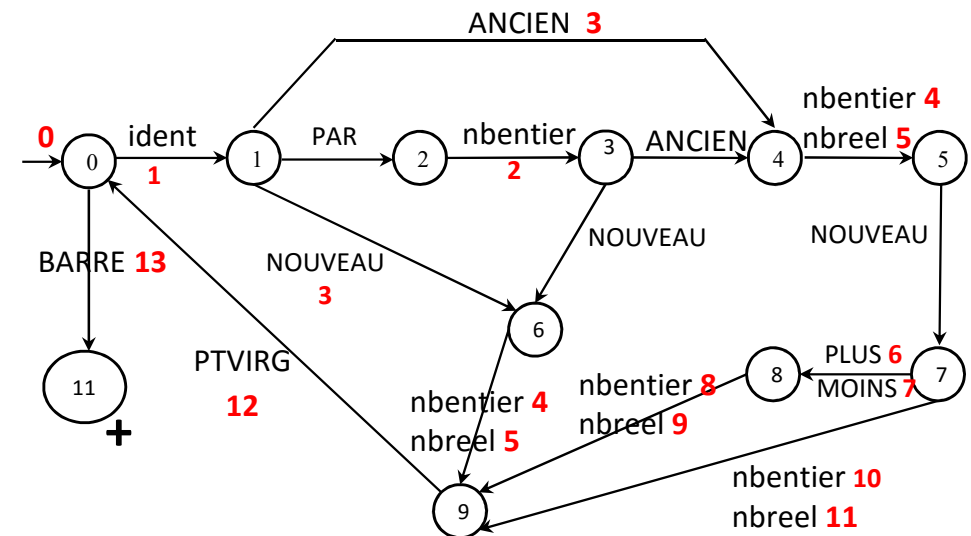 ANCIEN 3
nbentier 4
nbreel 5
0
ident
1
PAR
nbentier
2
ANCIEN
0
1
2
3
4
5
BARRE 13
NOUVEAU
3
NOUVEAU
NOUVEAU
6
PTVIRG
12
nbentier 4
nbreel 5
nbentier 8
nbreel 9
PLUS 6
MOINS 7
8
7
11
+
9
nbentier 10
nbreel 11